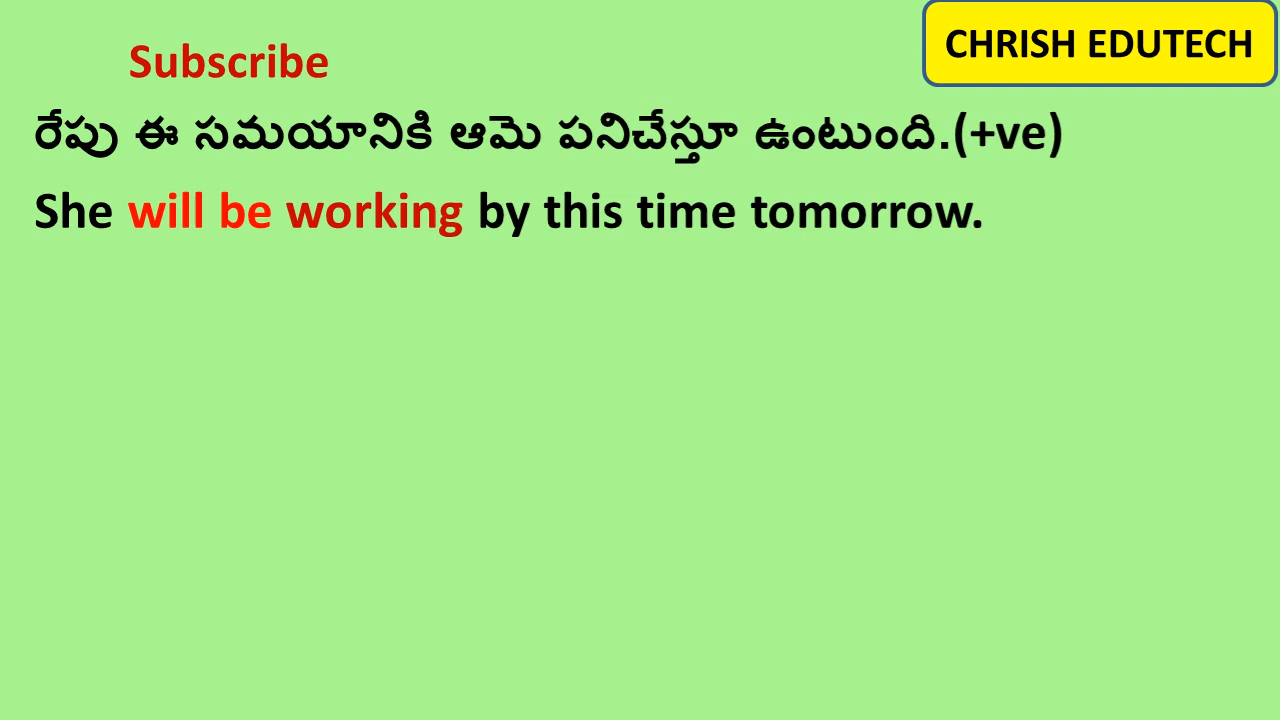 Subscribe
CHRISH EDUTECH
రేపు ఈ సమయానికి ఆమె పనిచేస్తూ ఉంటుంది.(+ve)
She will be working by this time tomorrow.